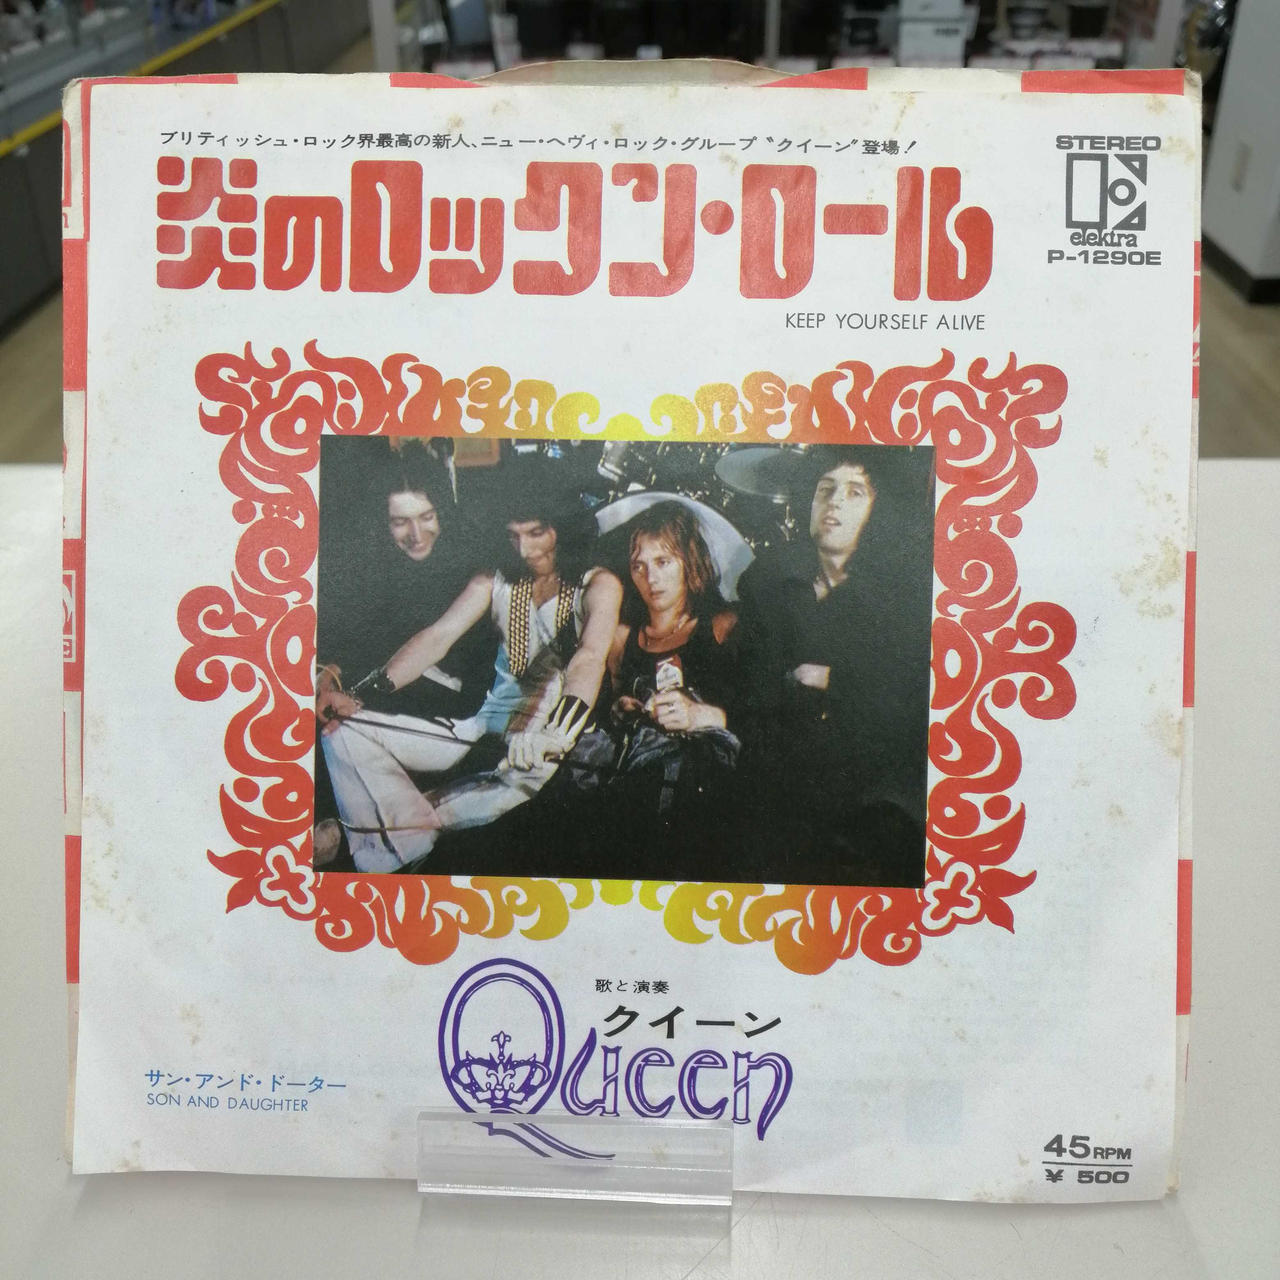 ブリティッシュ・ロック界最高の新人、ニュー・ヘヴィ・ロック・グループ〝クイーン〟登場！
炎のロックン・ロール
KEEP YOURSELF ALIVE
STEREO
elektra
P-1290E
歌と演奏
クイーン
Queen
サン・アンド・ドーター
SON AND DAUGHTER
45RPM
¥ 500